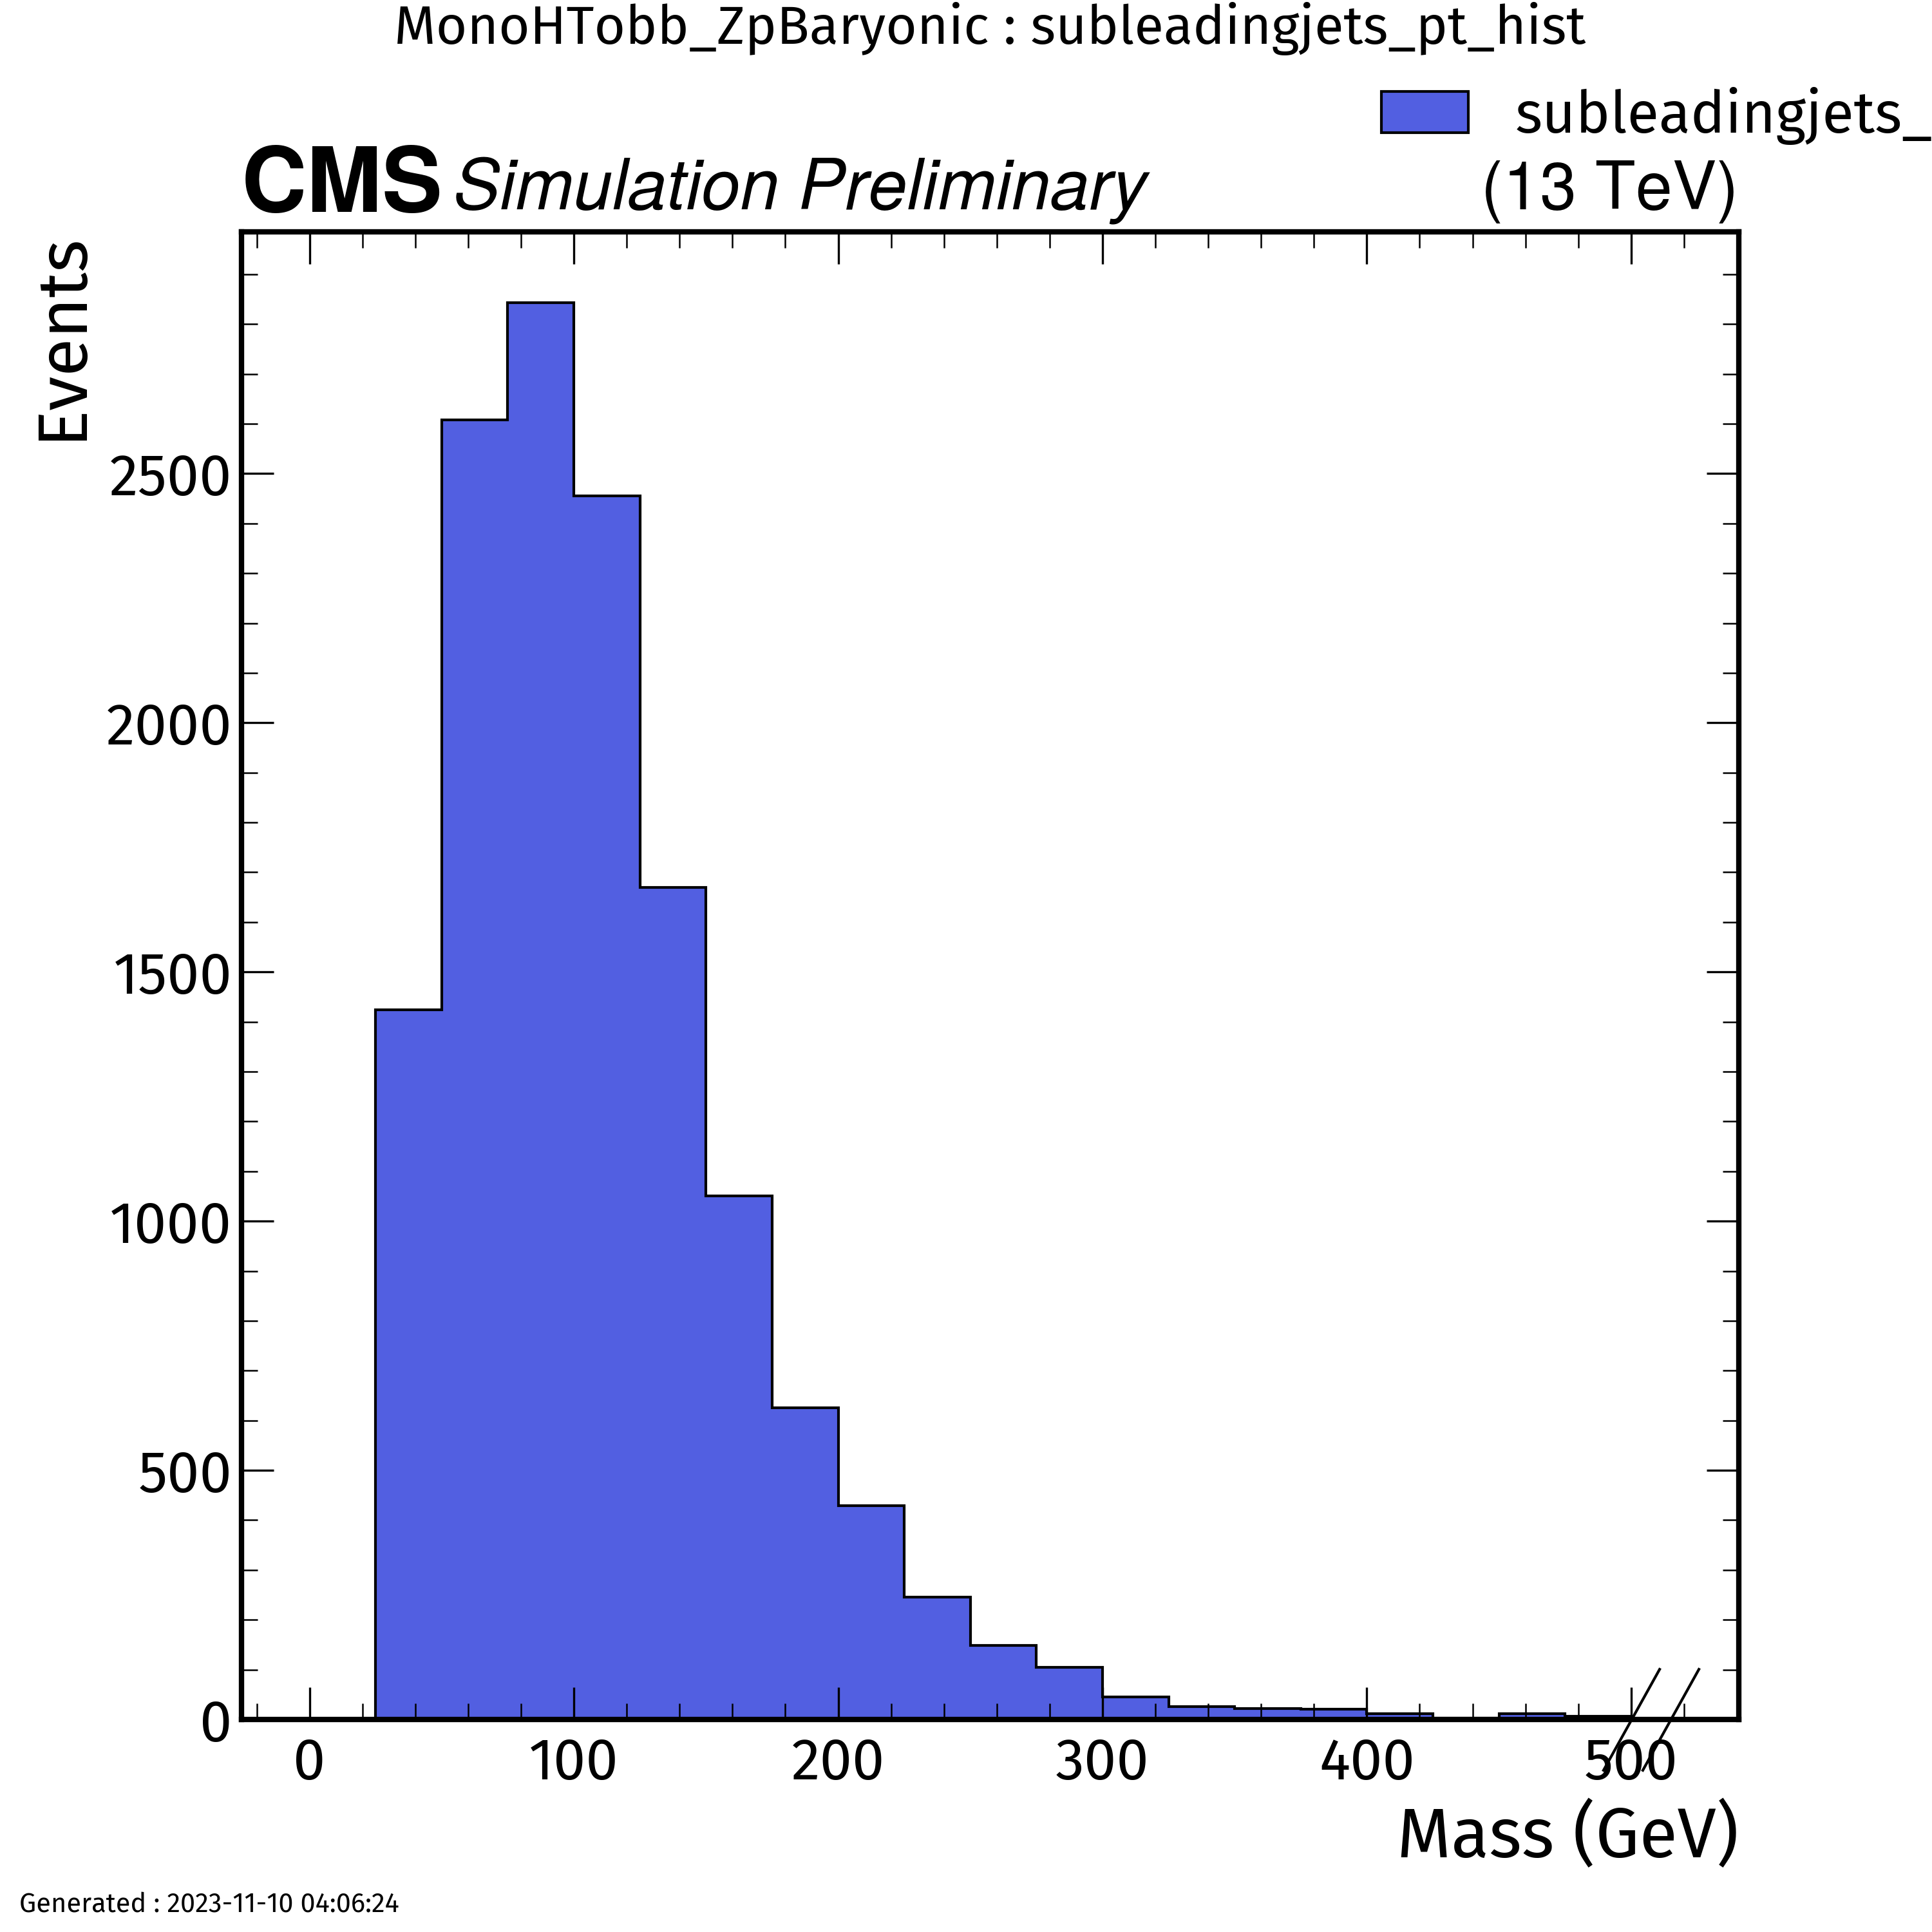 MonoHTobb_ZpBaryonic : subleadingjets_pt_hist
subleadingjets_
CMS Simulation Preliminary (13 TeV)
Events
2500
2000
1500
1000
500
0
0 100 200 300 400 500
Mass (GeV)
Generated : 2023-11-10 04:06:24